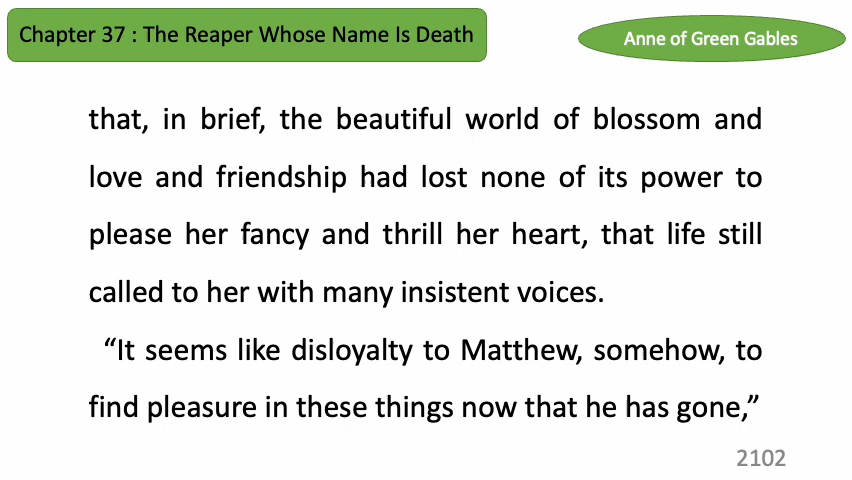 Chapter 37 : The Reaper Whose Name Is Death
Anne of Green Gables
that, in brief, the beautiful world of blossom and
love and friendship had lost none of its power to
please her fancy and thrill her heart, that life still
called to her with many insistent voices.
“It seems like disloyalty to Matthew, somehow, to
find pleasure in these things now that he has gone,”
2102